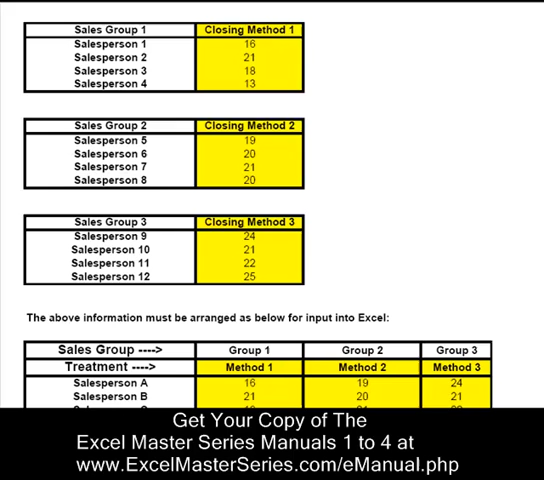 Sales Group 1 Closing Method 1
Salesperson 1 16
Salesperson 2 21
Salesperson 3 18
Salesperson 4 13
Sales Group 2 Closing Method 2
Salesperson 5 19
Salesperson 6 20
Salesperson 7 21
Salesperson 8 20
Sales Group 3 Closing Method 3
Salesperson 9 24
Salesperson 10 21
Salesperson 11 22
Salesperson 12 25
The above information must be arranged as below for input into Excel:
Sales Group ----> Group 1 Group 2 Group 3
Treatment ----> Method 1 Method 2 Method 3
Salesperson A 16 19 24
Salesperson B 21 20 21
Get Your Copy of The
Excel Master Series Manuals 1 to 4 at
www.ExcelMasterSeries.com/eManual.php